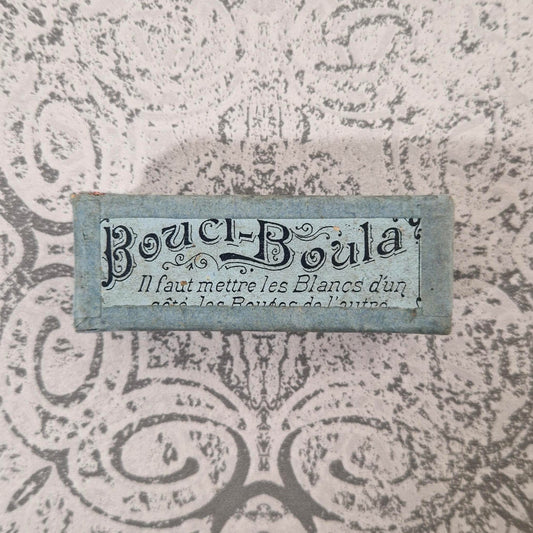 Bouci-Boula
Il faut mettre les Blancs d'un
côté, les Rouges de l'autre